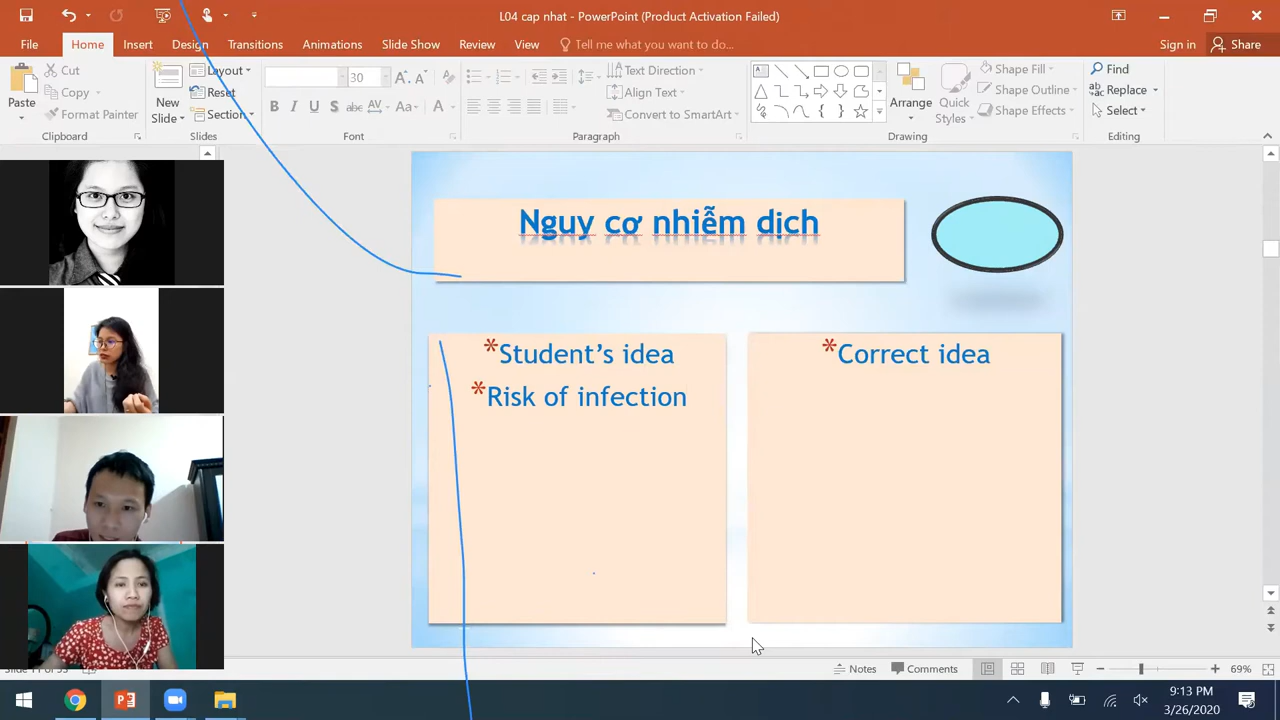 L04 cap nhat - PowerPoint (Product Activation Failed)
File Home Insert Design Transitions Animations Slide Show Review View Tell me what you want to do... Sign in Share
Paste Cut Copy Format Painter
Clipboard
New Slide Layout Reset Section
Slides
30
B I U S abc AV Aa A
Font
Text Direction
Align Text
Convert to SmartArt
Paragraph
Arrange Quick Styles Shape Fill Shape Outline Shape Effects
Drawing
Find
Replace
Select
Editing
Nguy cơ nhiễm dịch
*Student's idea
*Risk of infection
*Correct idea
Notes Comments 69%
9:13 PM
3/26/2020